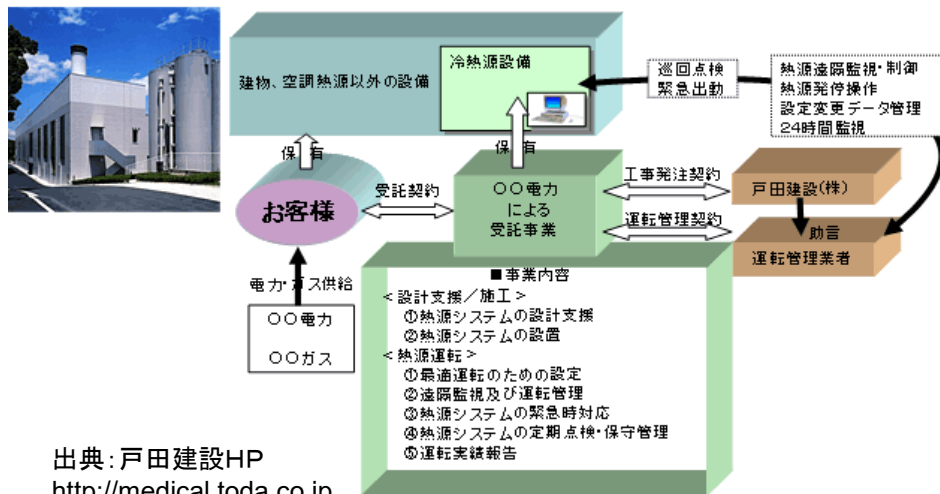 建物、空調熱源以外の設備
冷熱源設備
巡回点検
緊急出動
熱源遠隔監視・制御
熱源発停操作
設定変更データ管理
24時間監視
保有
保有
お客様
受託契約
〇〇電力
による
受託事業
工事発注契約
運転管理契約
戸田建設(株)
助言
運転管理業者
電力・ガス供給
〇〇電力
〇〇ガス
■事業内容
<設計支援/施工>
①熱源システムの設計支援
②熱源システムの設置
<熱源運転>
①最適運転のための設定
②遠隔監視及び運転管理
③熱源システムの緊急時対応
④熱源システムの定期点検・保守管理
⑤運転実績報告
出典：戸田建設HP
http://medical.toda.co.jp